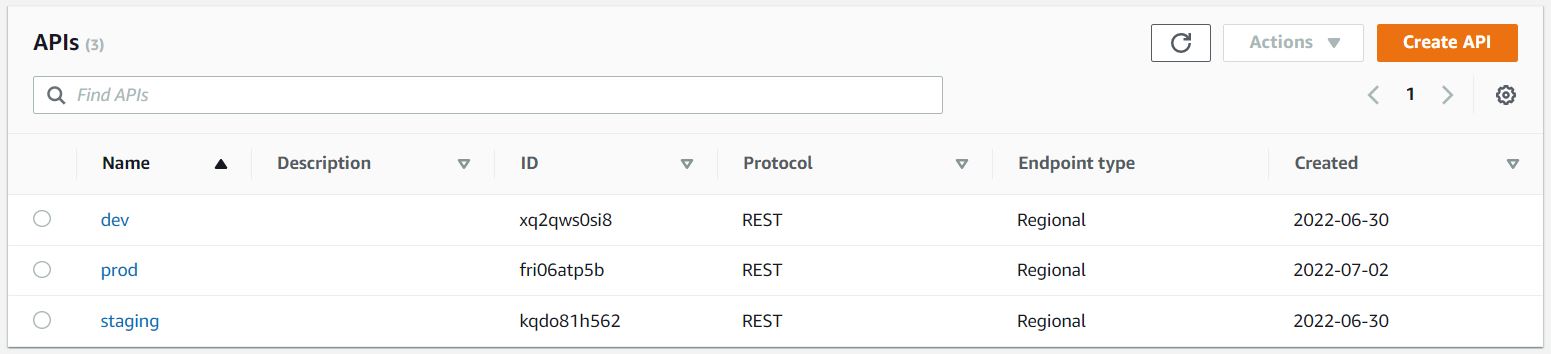 APIs (3)
Actions
Create API
Find APIs
1
Name Description ID Protocol Endpoint type Created
dev xq2qws0si8 REST Regional 2022-06-30
prod fri06atp5b REST Regional 2022-07-02
staging kqdo81h562 REST Regional 2022-06-30